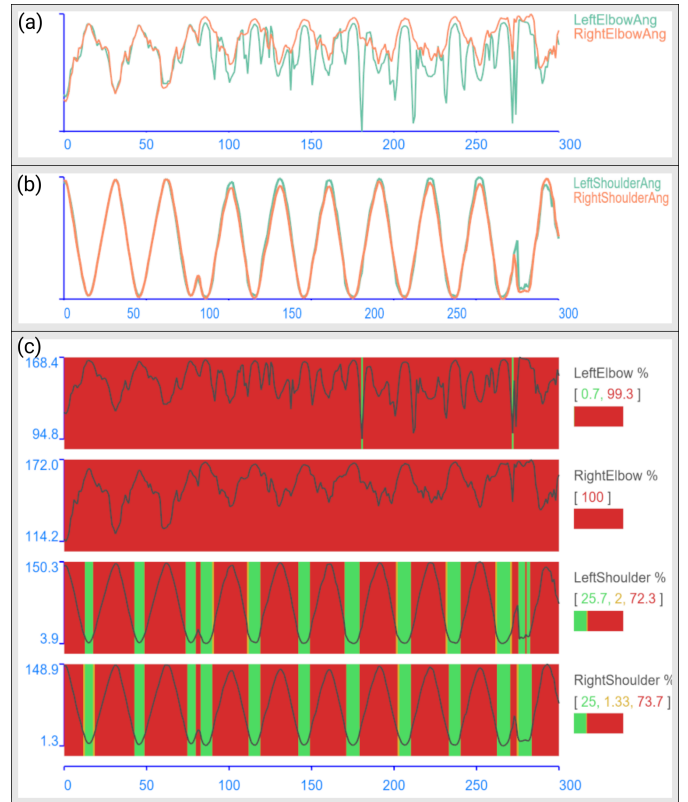 (a)
LeftElbowAng
RightElbowAng
0 50 100 150 200 250 300
(b)
LeftShoulderAng
RightShoulderAng
0 50 100 150 200 250 300
(c)
168.4
94.8
LeftElbow %
[ 0.7, 99.3 ]
172.0
114.2
RightElbow %
[ 100 ]
150.3
3.9
LeftShoulder %
[ 25.7, 2, 72.3 ]
148.9
1.3
RightShoulder %
[ 25, 1.33, 73.7 ]
0 50 100 150 200 250 300